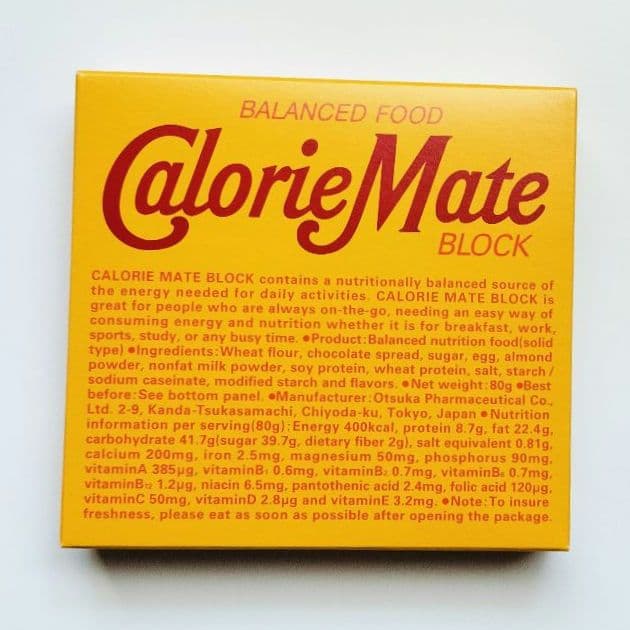 BALANCED FOOD
CalorieMate
BLOCK
CALORIE MATE BLOCK contains a nutritionally balanced source of
the energy needed for daily activities. CALORIE MATE BLOCK is
great for people who are always on-the-go, needing an easy way of
consuming energy and nutrition whether it is for breakfast, work,
sports, study, or any busy time. ●Product:Balanced nutrition food(solid
type) ●Ingredients:Wheat flour, chocolate spread, sugar, egg, almond
powder, nonfat milk powder, soy protein, wheat protein, salt, starch /
sodium caseinate, modified starch and flavors. ●Net weight:80g ●Best
before:See bottom panel. ●Manufacturer:Otsuka Pharmaceutical Co.,
Ltd. 2-9, Kanda-Tsukasamachi, Chiyoda-ku, Tokyo, Japan ●Nutrition
information per serving(80g):Energy 400kcal, protein 8.7g, fat 22.4g,
carbohydrate 41.7g(sugar 39.7g, dietary fiber 2g), salt equivalent 0.81g,
calcium 200mg, iron 2.5mg, magnesium 50mg, phosphorus 90mg,
vitaminA 385μg, vitaminB₁ 0.6mg, vitaminB₂ 0.7mg, vitaminB₆ 0.7mg,
vitaminB₁₂ 1.2μg, niacin 6.5mg, pantothenic acid 2.4mg, folic acid 120μg,
vitaminC 50mg, vitaminD 2.8μg and vitaminE 3.2mg. ●Note:To insure
freshness, please eat as soon as possible after opening the package.